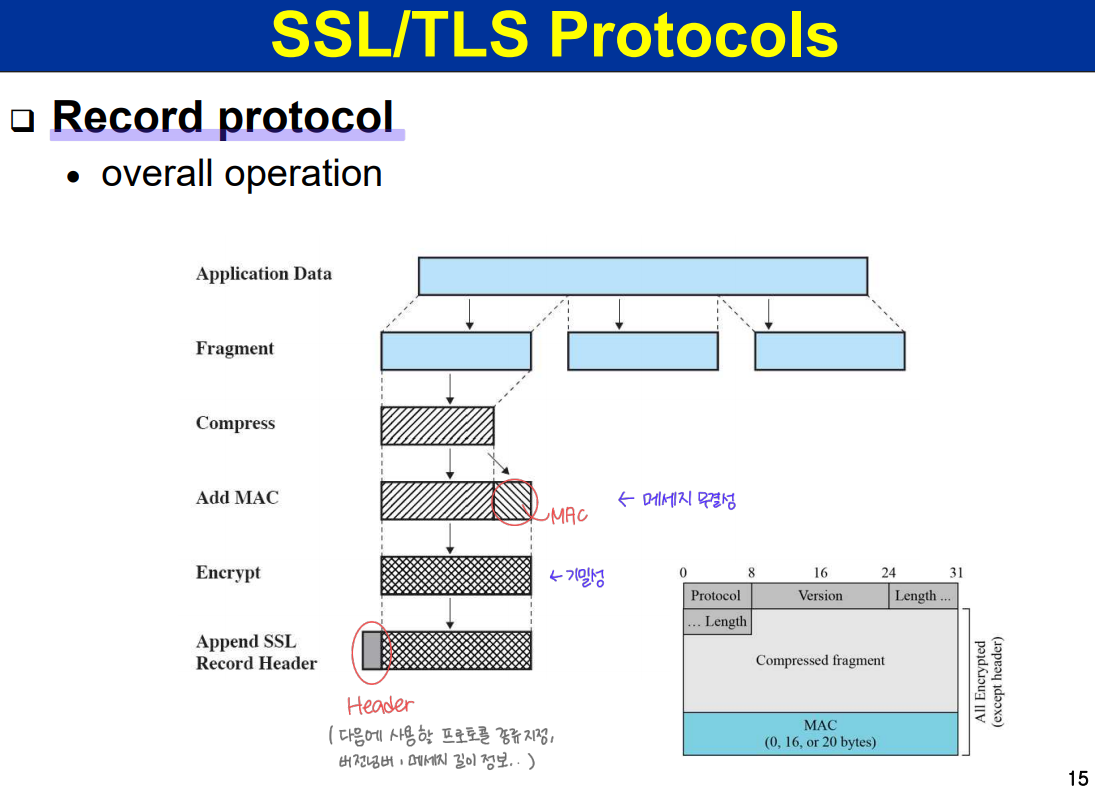 SSL/TLS Protocols
Record protocol
• overall operation
Application Data
Fragment
Compress
Add MAC
← 메세지 무결성
MAC
Encrypt
← 기밀성
Append SSL
Record Header
Header
(다음에 사용할 프로토콜 종류지정,
버전넘버, 메세지 길이 정보..)
0 8 16 24 31
Protocol Version Length ...
... Length
Compressed fragment
MAC
(0, 16, or 20 bytes)
All Encrypted
(except header)
15